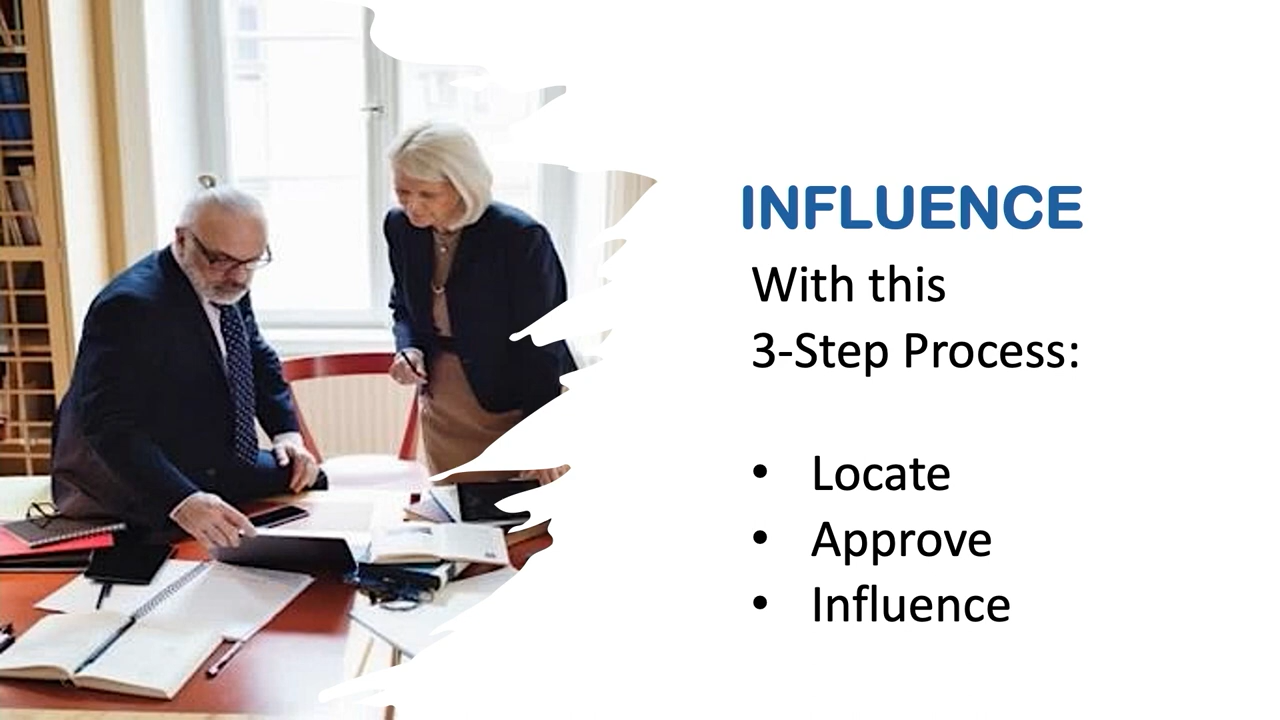 INFLUENCE
With this
3-Step Process:
• Locate
• Approve
• Influence